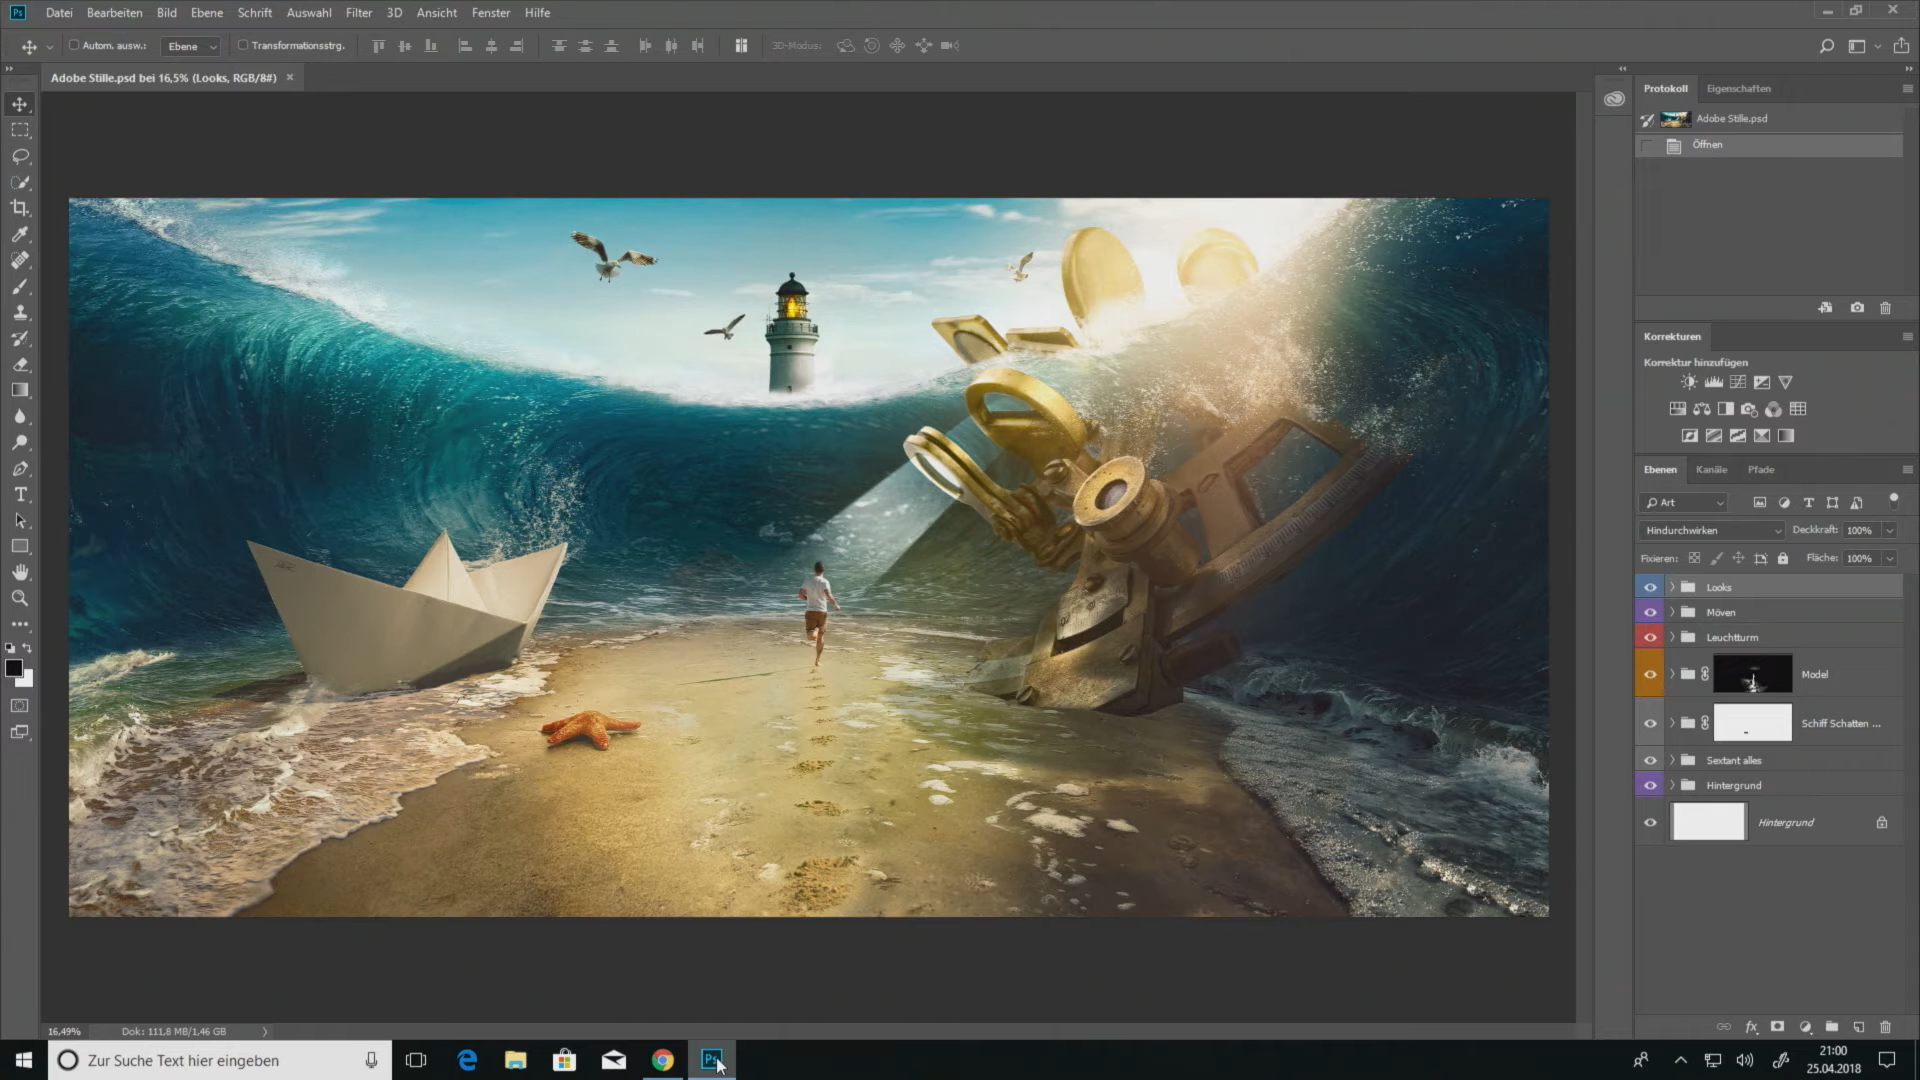 Ps Datei Bearbeiten Bild Ebene Schrift Auswahl Filter 3D Ansicht Fenster Hilfe
Autom. ausw.: Ebene Transformationsstrg. 3D-Modus:
Adobe Stille.psd bei 16,5% (Looks, RGB/8#)
Protokoll Eigenschaften
Adobe Stille.psd
Öffnen
Korrekturen
Korrektur hinzufügen
Ebenen Kanäle Pfade
Art
Hindurchwirken Deckkraft: 100%
Fixieren: Fläche: 100%
Looks
Möven
Leuchtturm
Model
Schiff Schatten ...
Sextant alles
Hintergrund
Hintergrund
16,49% Dok: 111,8 MB/1,46 GB
Zur Suche Text hier eingeben
Ps
21:00
25.04.2018